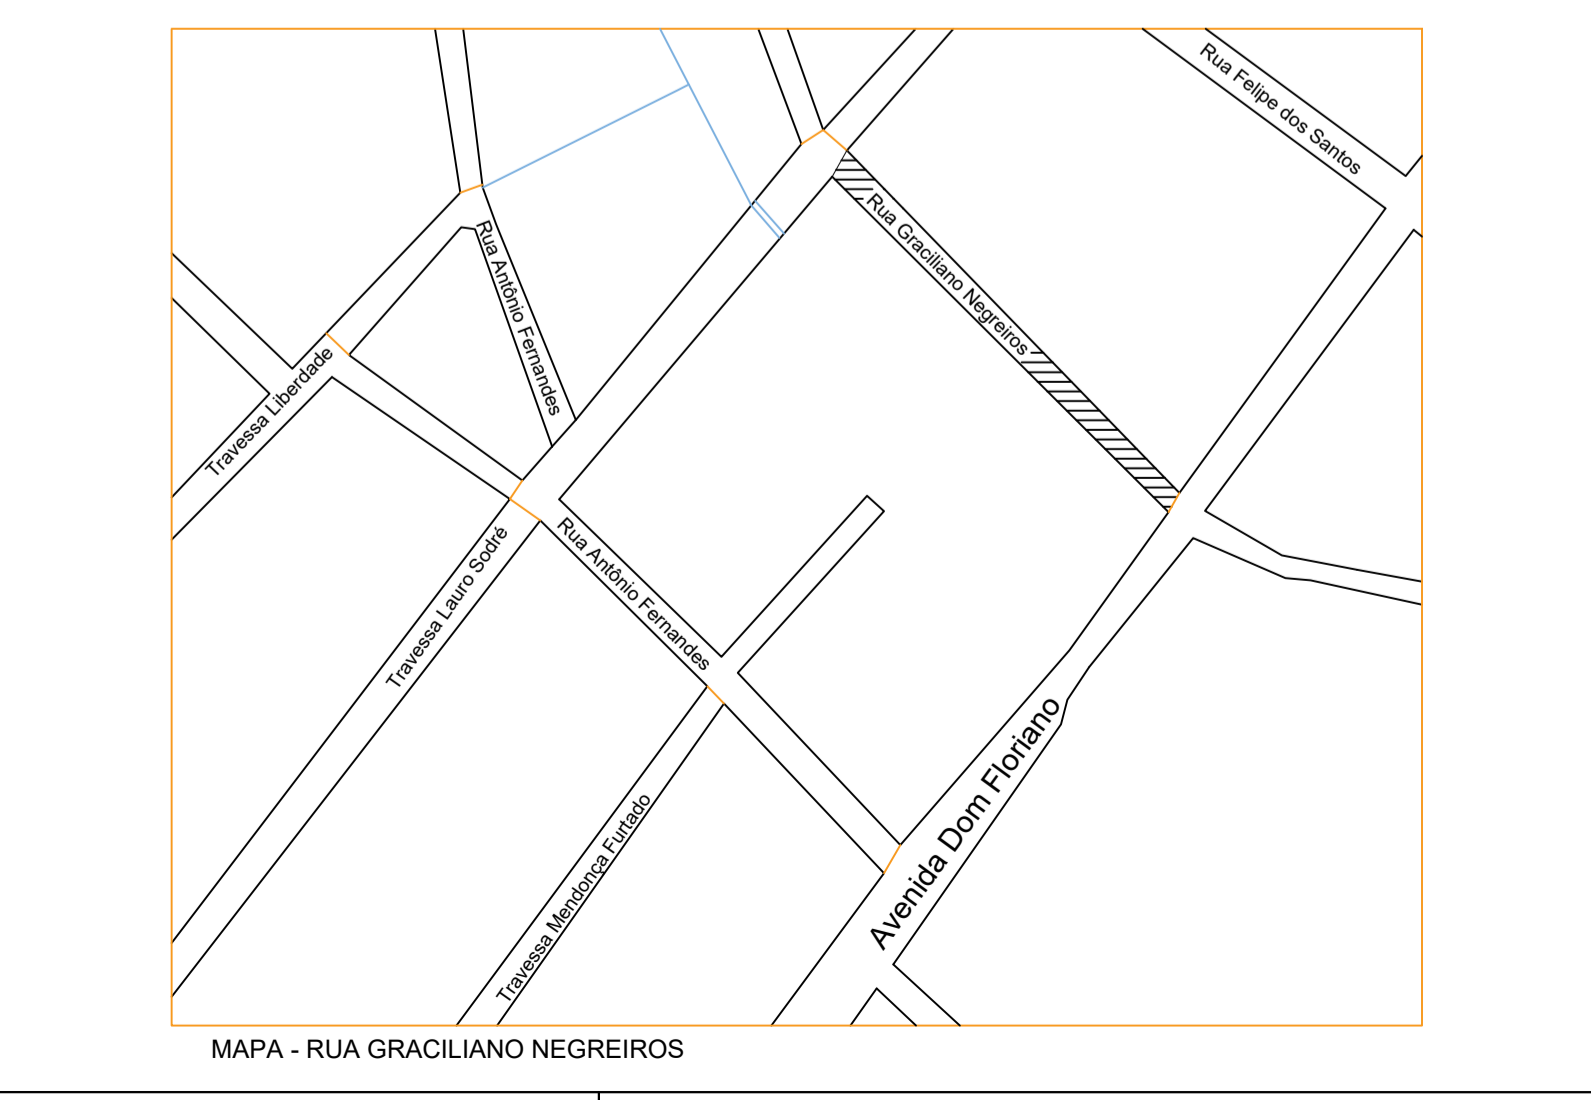 Rua Felipe dos Santos
Rua Graciliano Negreiros
Rua Antônio Fernandes
Travessa Liberdade
Travessa Lauro Sodré
Rua Antônio Fernandes
Avenida Dom Floriano
Travessa Mendonça Furtado
MAPA - RUA GRACILIANO NEGREIROS